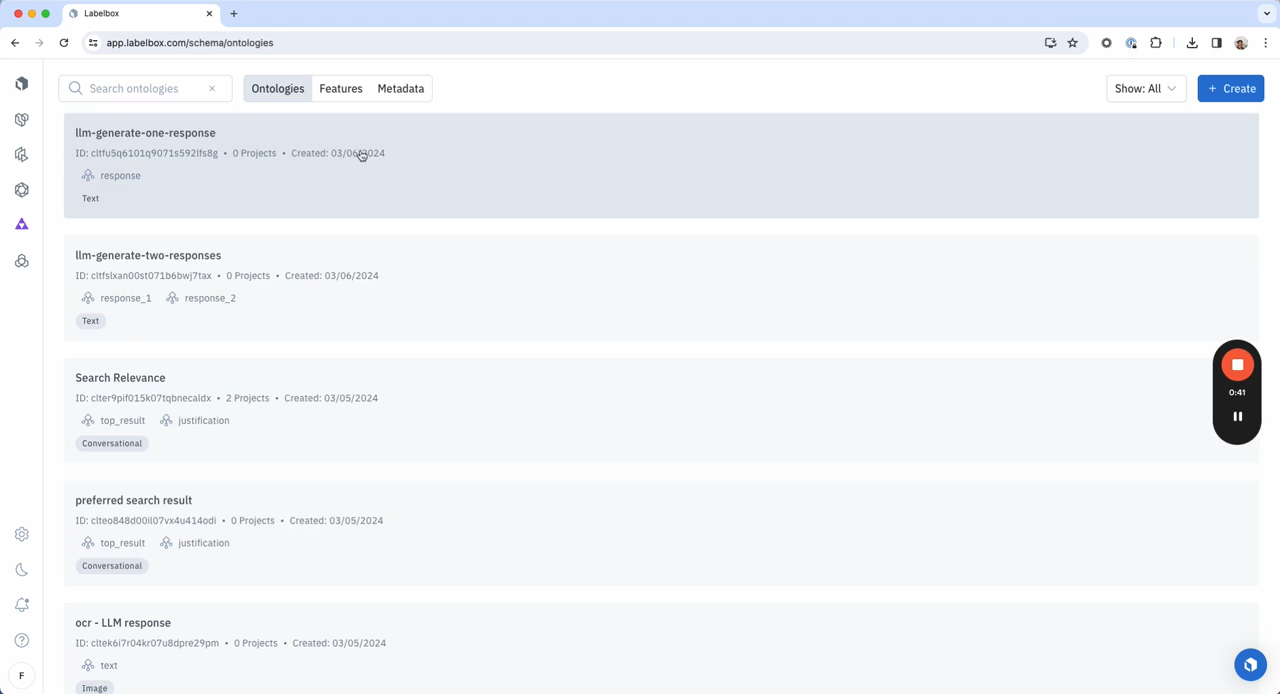 Labelbox
app.labelbox.com/schema/ontologies
Search ontologies
Ontologies Features Metadata
Show: All
+ Create
llm-generate-one-response
ID: cltfu5q6101q9071s592lfs8g • 0 Projects • Created: 03/06/2024
response
Text
llm-generate-two-responses
ID: cltfslxan00st071b6bwj7tax • 0 Projects • Created: 03/06/2024
response_1 response_2
Text
0:41
Search Relevance
ID: clter9pif015k07tqbnecaldx • 2 Projects • Created: 03/05/2024
top_result justification
Conversational
preferred search result
ID: clteo848d00il07vx4u414odi • 0 Projects • Created: 03/05/2024
top_result justification
Conversational
ocr - LLM response
ID: cltek6i7r04kr07u8dpre29pm • 0 Projects • Created: 03/05/2024
text
Image
F